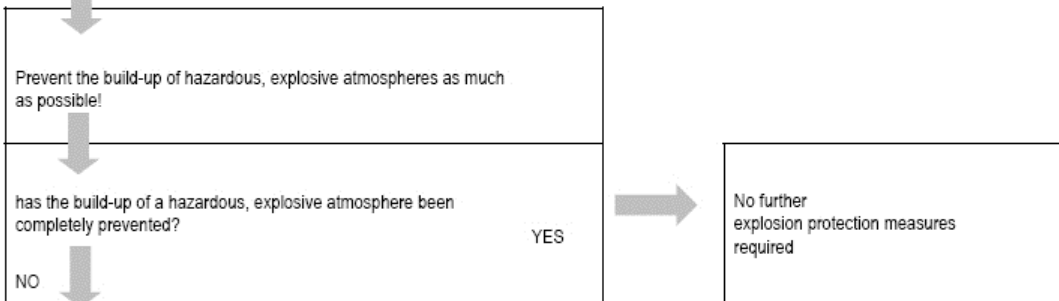 Prevent the build-up of hazardous, explosive atmospheres as much
as possible!
has the build-up of a hazardous, explosive atmosphere been
completely prevented?
YES
NO
No further
explosion protection measures
required